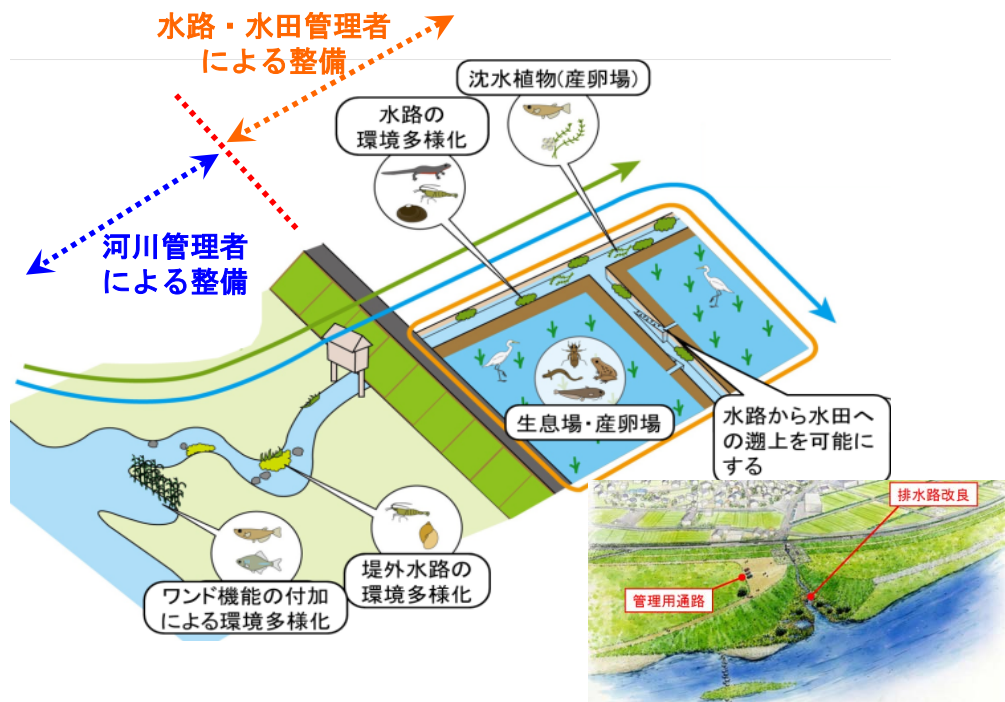 水路・水田管理者
による整備
沈水植物(産卵場)
水路の
環境多様化
河川管理者
による整備
生息場・産卵場
水路から水田へ
の遡上を可能に
する
排水路改良
管理用通路
堤外水路の
環境多様化
ワンド機能の付加
による環境多様化